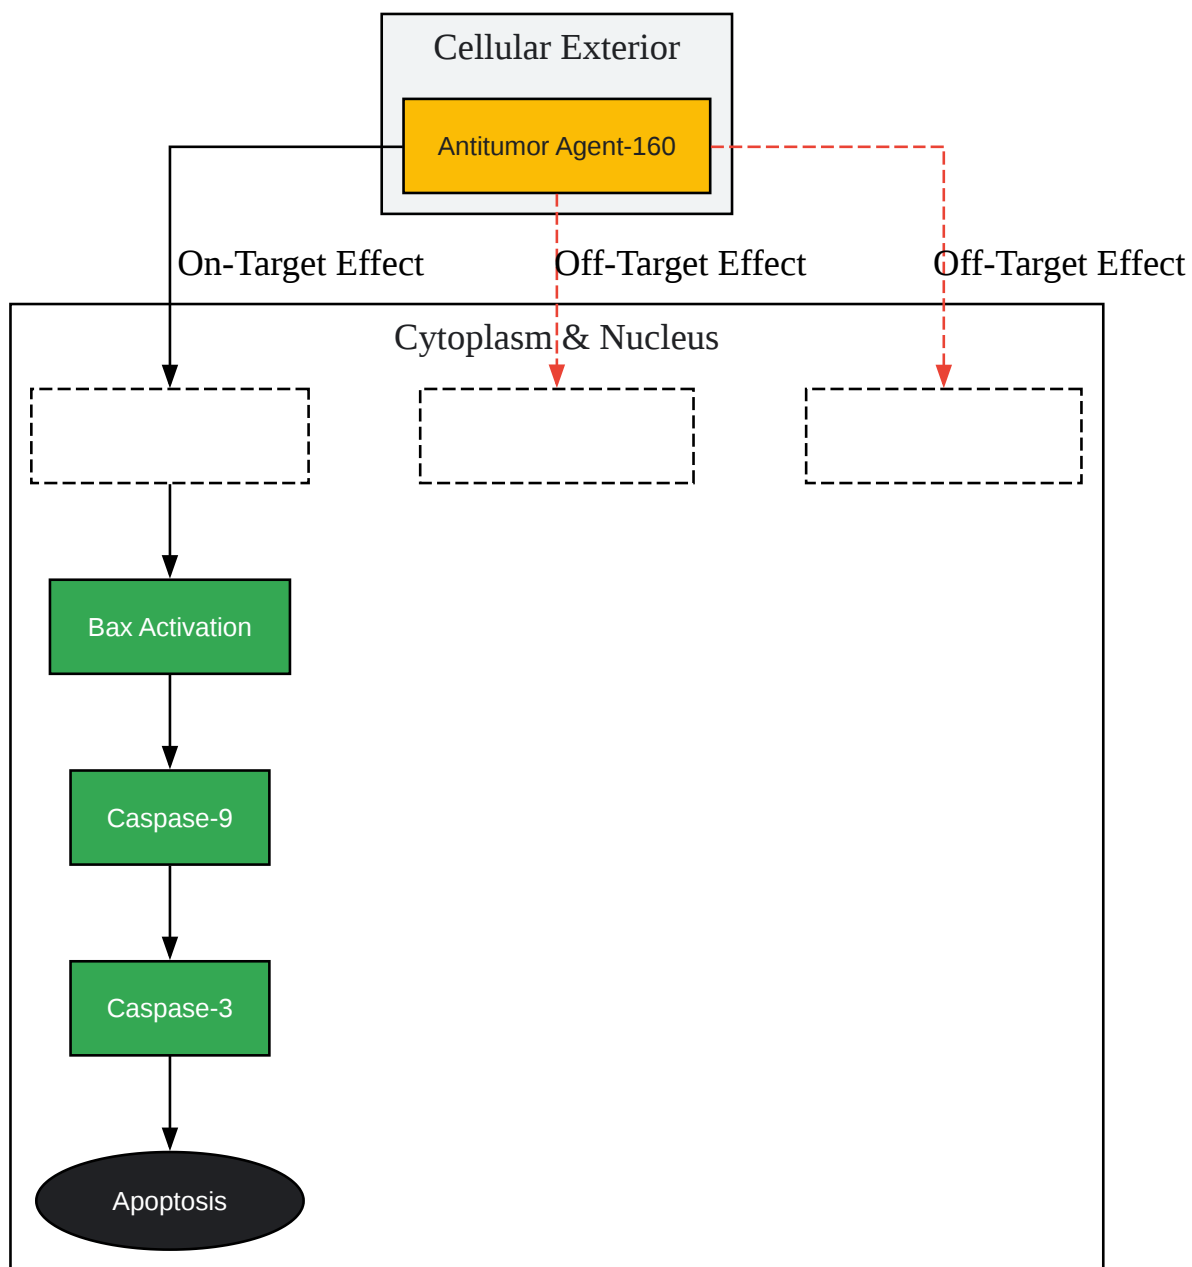 Cellular Exterior
Antitumor Agent-160
On-Target Effect
Off-Target Effect
Off-Target Effect
Cytoplasm & Nucleus
Bax Activation
Caspase-9
Caspase-3
Apoptosis